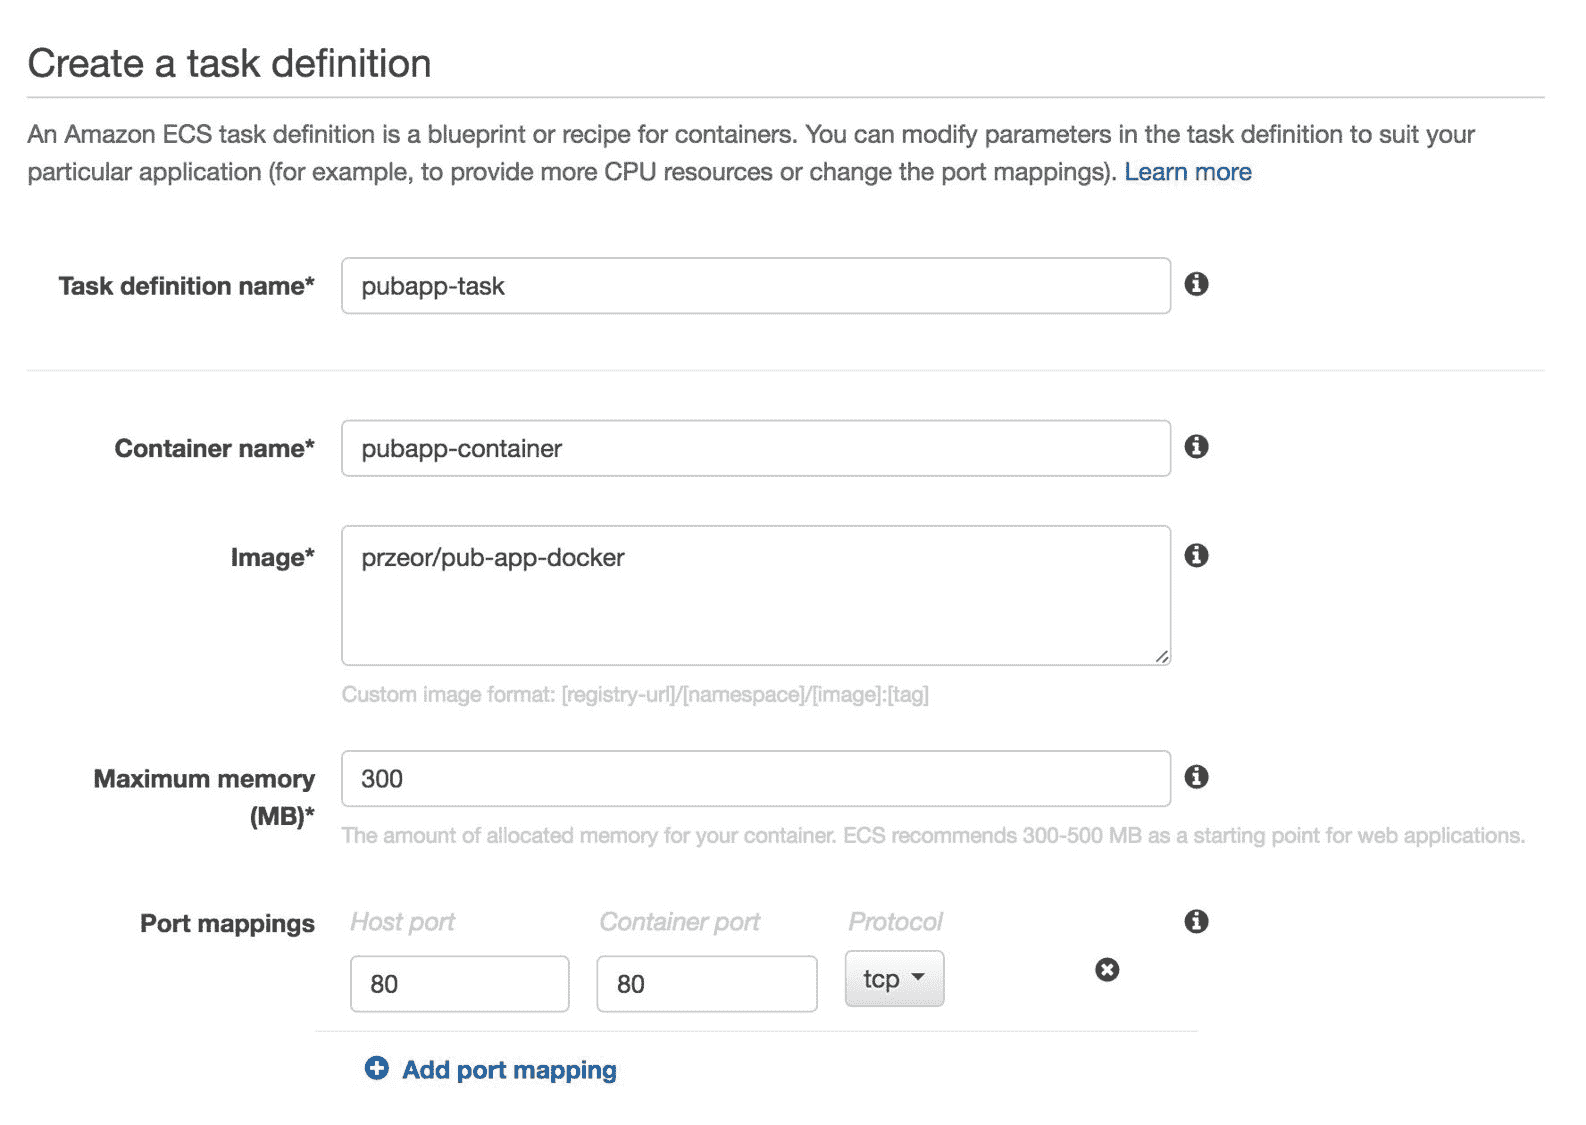 Create a task definition
An Amazon ECS task definition is a blueprint or recipe for containers. You can modify parameters in the task definition to suit your
particular application (for example, to provide more CPU resources or change the port mappings). Learn more
Task definition name* pubapp-task
Container name* pubapp-container
Image* przeor/pub-app-docker
Custom image format: [registry-url]/[namespace]/[image]:[tag]
Maximum memory 300
(MB)*
The amount of allocated memory for your container. ECS recommends 300-500 MB as a starting point for web applications.
Port mappings Host port Container port Protocol
80 80 tcp
Add port mapping